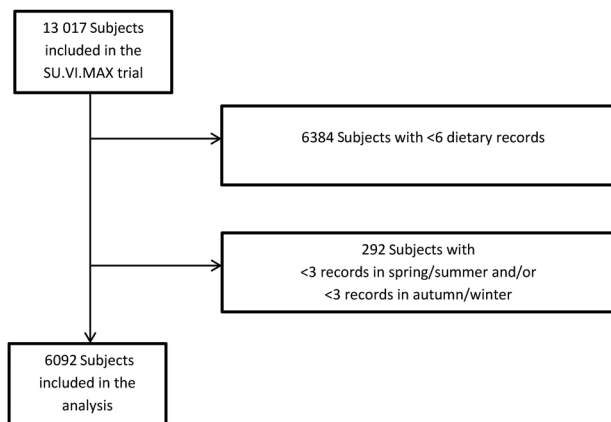 13 017 Subjects
included in the
SU.VI.MAX trial
6384 Subjects with <6 dietary records
292 Subjects with
<3 records in spring/summer and/or
<3 records in autumn/winter
6092 Subjects
included in the
analysis